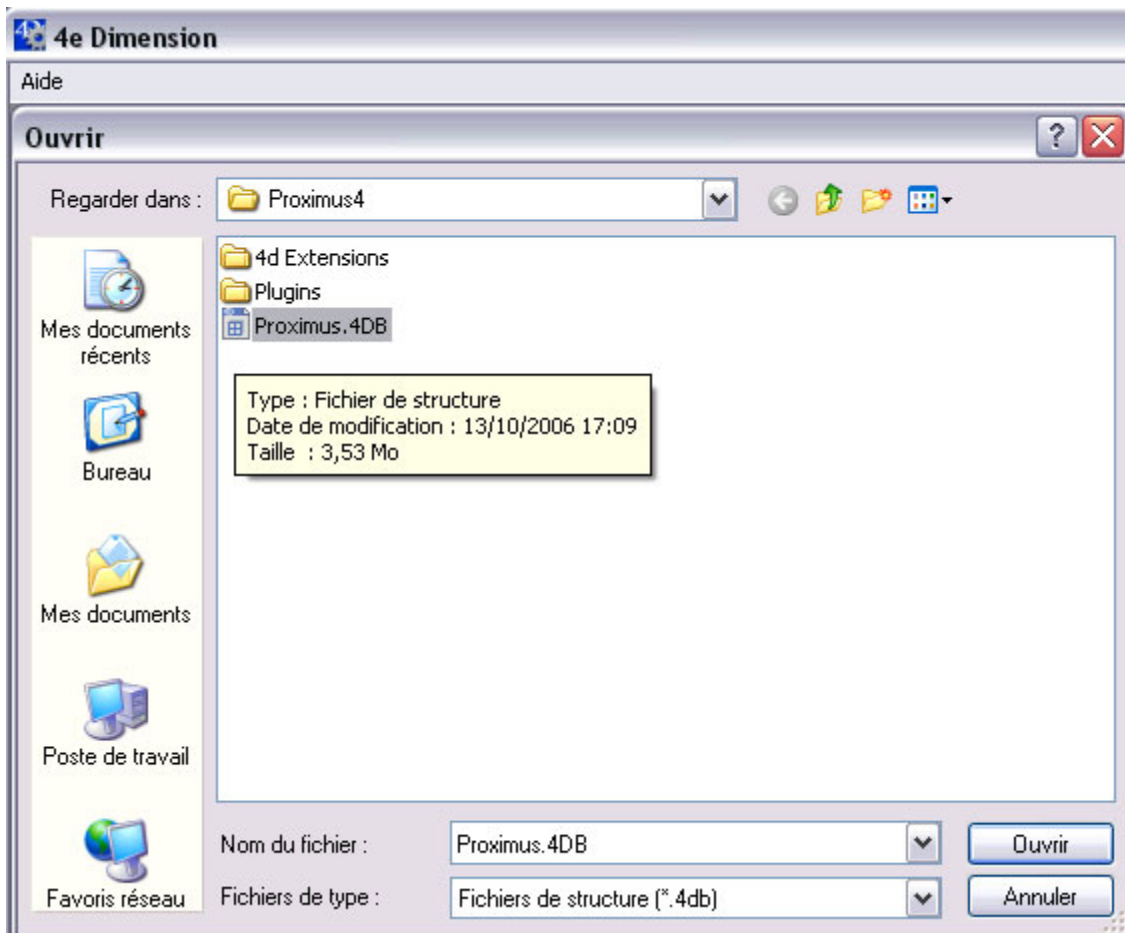 4e Dimension
Aide
Ouvrir
Regarder dans :
Proximus4
4d Extensions
Plugins
Proximus.4DB
Type : Fichier de structure
Date de modification : 13/10/2006 17:09
Taille : 3,53 Mo
Mes documents
récents
Bureau
Mes documents
Poste de travail
Favoris réseau
Nom du fichier :
Proximus.4DB
Ouvrir
Fichiers de type :
Fichiers de structure (*.4db)
Annuler